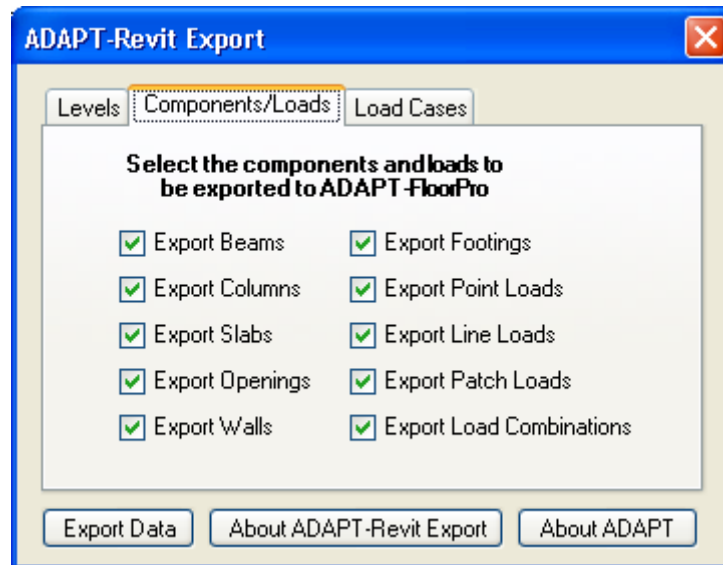 ADAPT-Revit Export
Levels Components/Loads Load Cases
Select the components and loads to
be exported to ADAPT-FloorPro
Export Beams Export Footings
Export Columns Export Point Loads
Export Slabs Export Line Loads
Export Openings Export Patch Loads
Export Walls Export Load Combinations
Export Data About ADAPT-Revit Export About ADAPT